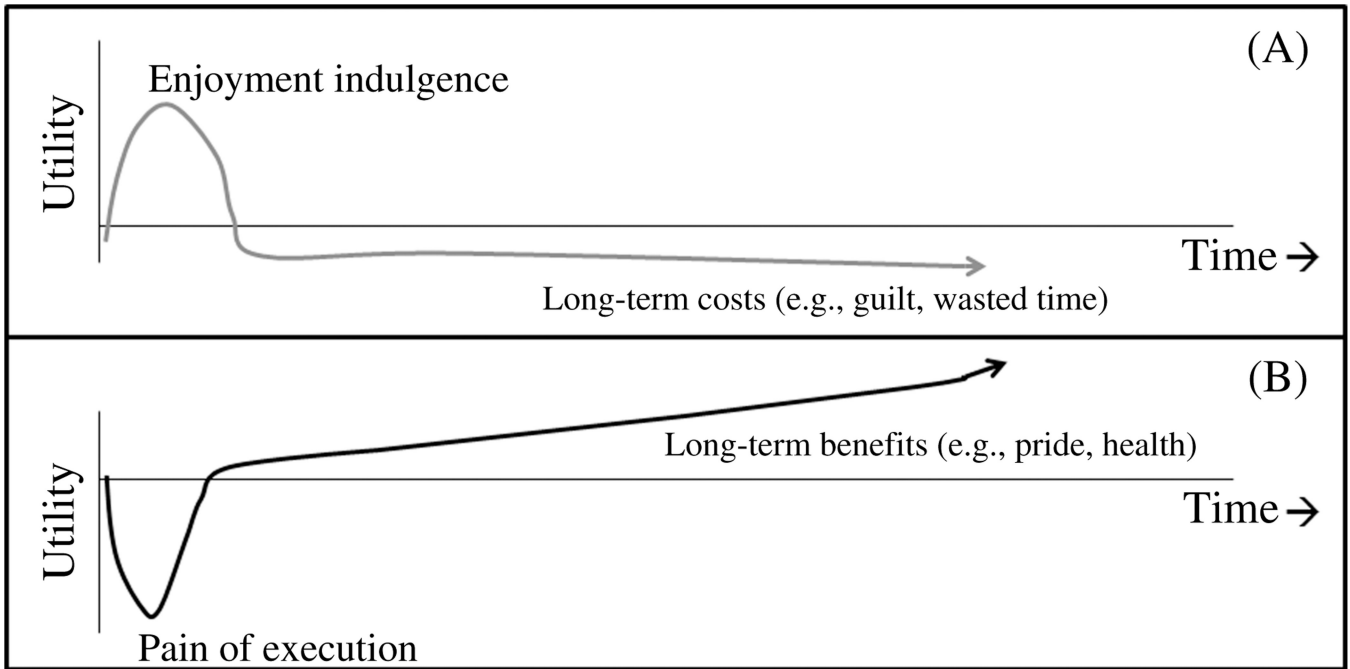 (A)
Enjoyment indulgence
Utility
Time →
Long-term costs (e.g., guilt, wasted time)
(B)
Long-term benefits (e.g., pride, health)
Utility
Time →
Pain of execution